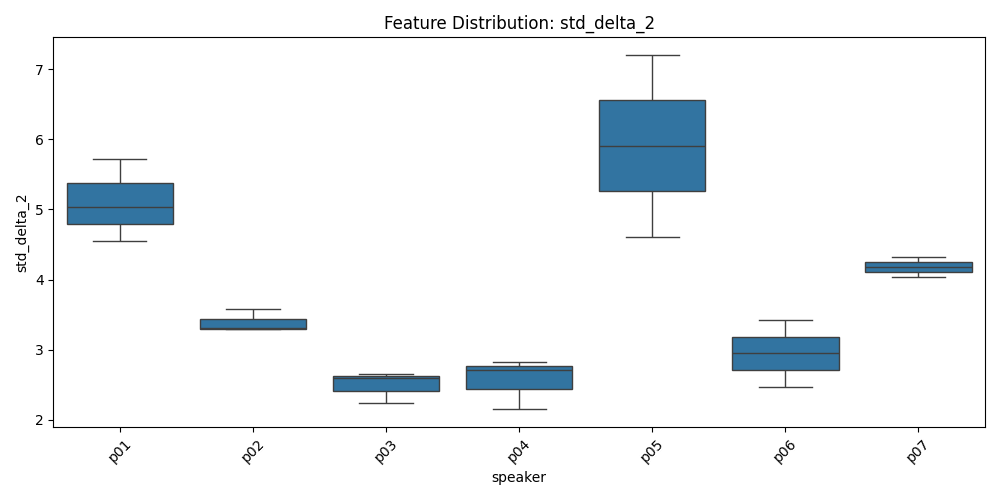 Feature Distribution: std_delta_2
std_delta_2
7
6
5
4
3
2
p01
p02
p03
p04
p05
p06
p07
speaker